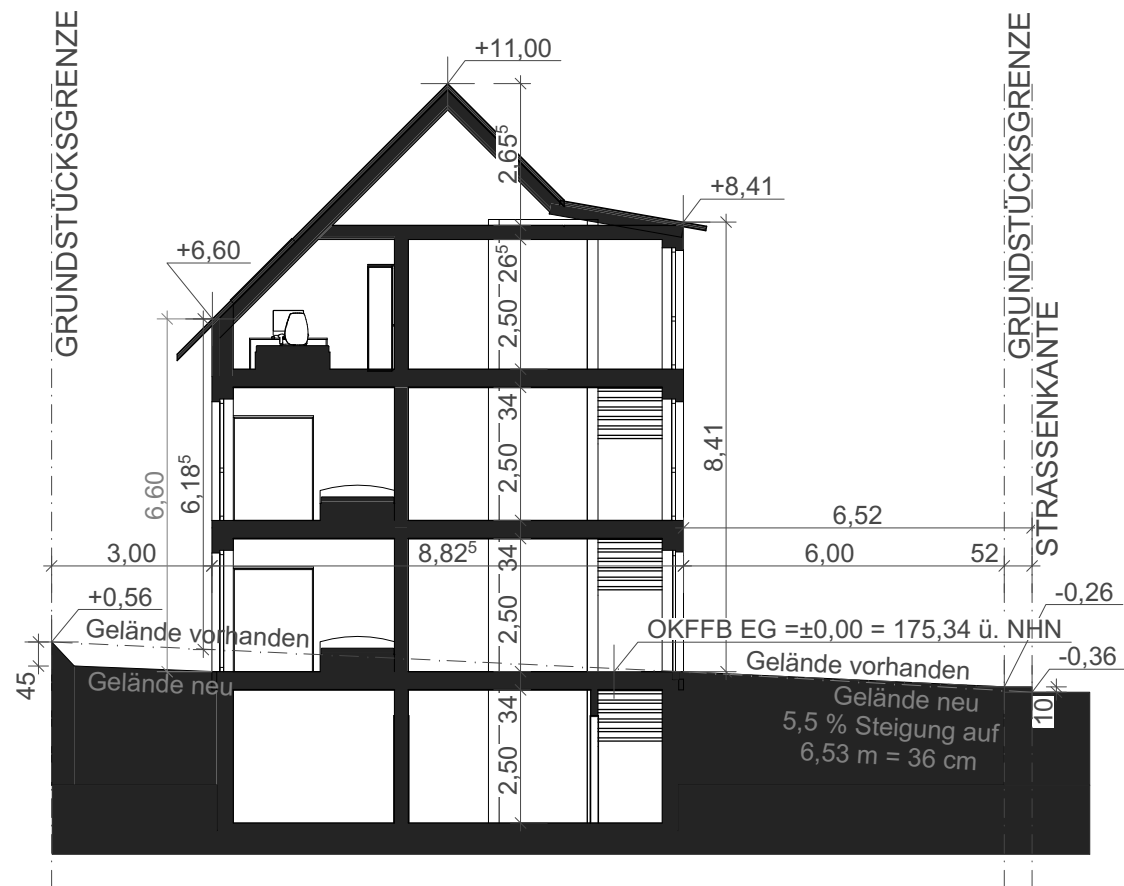 GRUNDSTÜCKSGRENZE
+11,00
GRUNDSTÜCKSGRENZE
2,65⁵
+8,41
+6,60
26⁵
2,50
STRASSENKANTE
34
8,41
6,60
6,18⁵
2,50
6,52
3,00
8,82⁵
34
6,00
52
+0,56
-0,26
Gelände vorhanden
2,50
OKFFB EG =±0,00 = 175,34 ü. NHN
Gelände vorhanden
-0,36
45
Gelände neu
34
Gelände neu
10
5,5 % Steigung auf
6,53 m = 36 cm
2,50